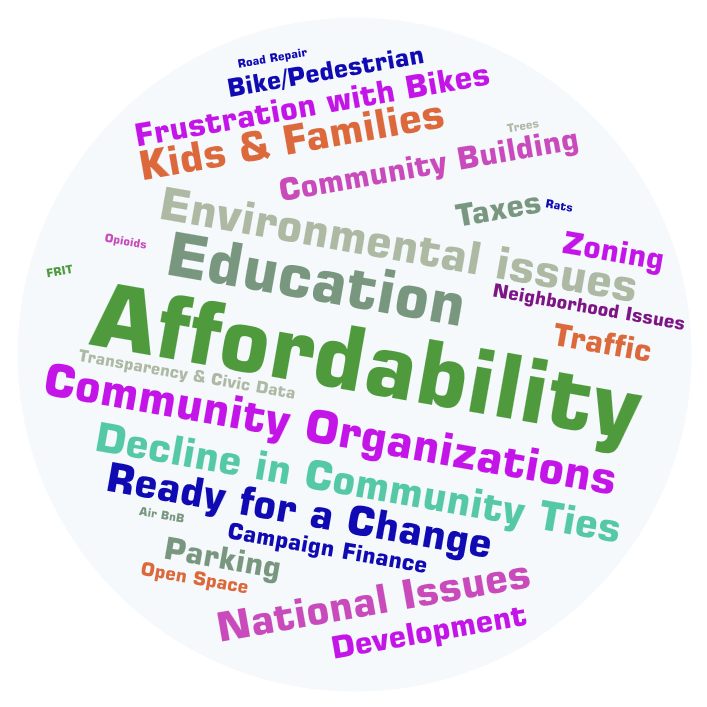 Road Repair
Bike/Pedestrian
Frustration with Bikes
Kids & Families
Trees
Community Building
Taxes
Rats
Environmental issues
Zoning
Opioids
Education
FRIT
Neighborhood Issues
Affordability
Traffic
Transparency & Civic Data
Community Organizations
Decline in Community Ties
Ready for a Change
Air BnB
Campaign Finance
Parking
Open Space
National Issues
Development